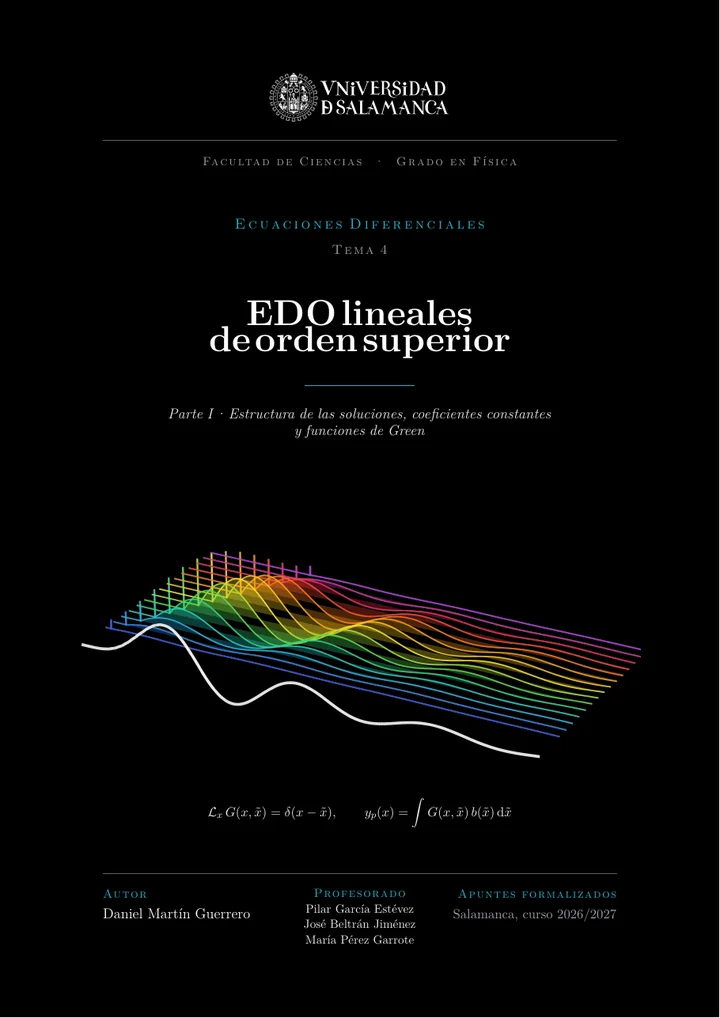 VNiVERSiDAD
D SALAMANCA
Facultad de Ciencias · Grado en Física
Ecuaciones Diferenciales
Tema 4
EDO lineales
de orden superior
Parte I · Estructura de las soluciones, coeficientes constantes
y funciones de Green
ℒₓ G(x, x̃) = δ(x − x̃),  yₚ(x) = ∫ G(x, x̃) b(x̃) dx̃
Autor
Daniel Martín Guerrero
Profesorado
Pilar García Estévez
José Beltrán Jiménez
María Pérez Garrote
Apuntes formalizados
Salamanca, curso 2026/2027